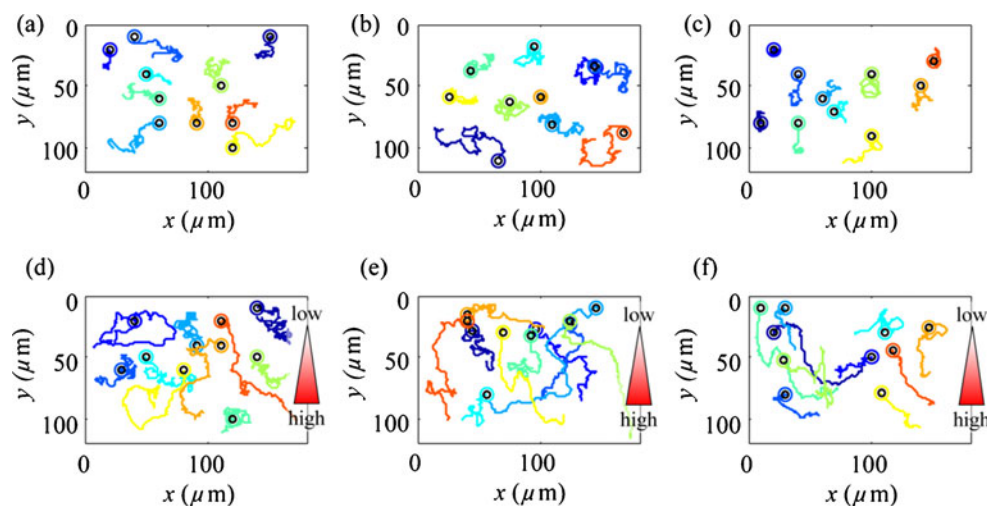 (a) (b) (c)
0 0 0
50 50 50
100 100 100
y (μm) y (μm) y (μm)
0 100 0 100 0 100
x (μm) x (μm) x (μm)
(d) (e) (f)
0 0 0
low low low
50 50 50
100 100 100
high high high
y (μm) y (μm) y (μm)
0 100 0 100 0 100
x (μm) x (μm) x (μm)